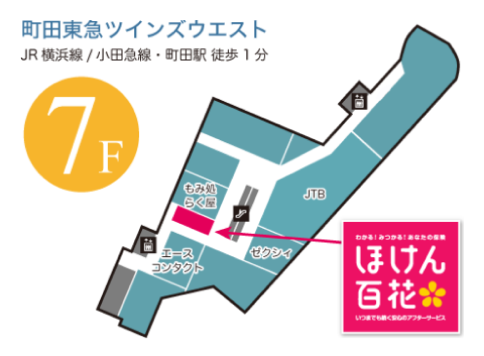 町田東急ツインズウエスト
JR 横浜線 / 小田急線・町田駅 徒歩 1 分
7F
もみ処
らく屋
JTB
エース
コンタクト
ゼクシィ
わかる!みつかる!あなたの保険
ほけん
百花
いつまでも続く安心のアフターサービス